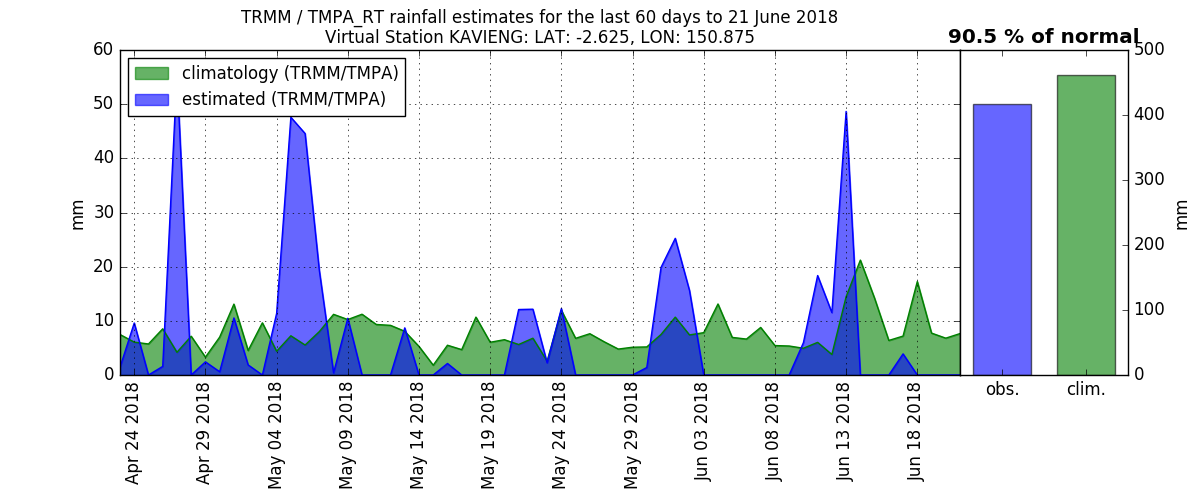 TRMM / TMPA_RT rainfall estimates for the last 60 days to 21 June 2018
Virtual Station KAVIENG: LAT: -2.625, LON: 150.875
90.5 % of normal
climatology (TRMM/TMPA)
estimated (TRMM/TMPA)
60
50
40
30
20
10
0
mm
500
400
300
200
100
0
mm
Apr 24 2018
Apr 29 2018
May 04 2018
May 09 2018
May 14 2018
May 19 2018
May 24 2018
May 29 2018
Jun 03 2018
Jun 08 2018
Jun 13 2018
Jun 18 2018
obs.
clim.